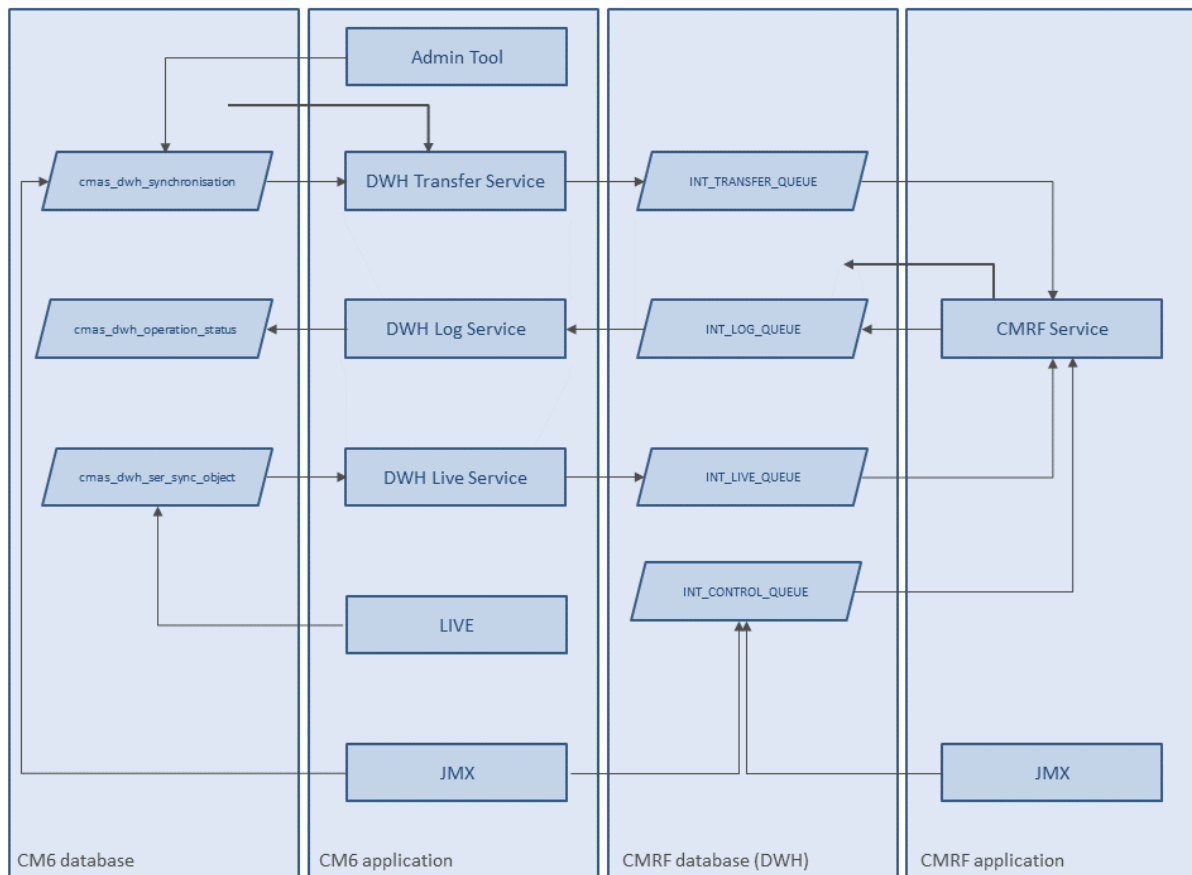 Admin Tool
cmas_dwh_synchronisation
DWH Transfer Service
INT_TRANSFER_QUEUE
cmas_dwh_operation_status
DWH Log Service
INT_LOG_QUEUE
CMRF Service
cmas_dwh_ser_sync_object
DWH Live Service
INT_LIVE_QUEUE
INT_CONTROL_QUEUE
LIVE
JMX
JMX
CM6 database
CM6 application
CMRF database (DWH)
CMRF application